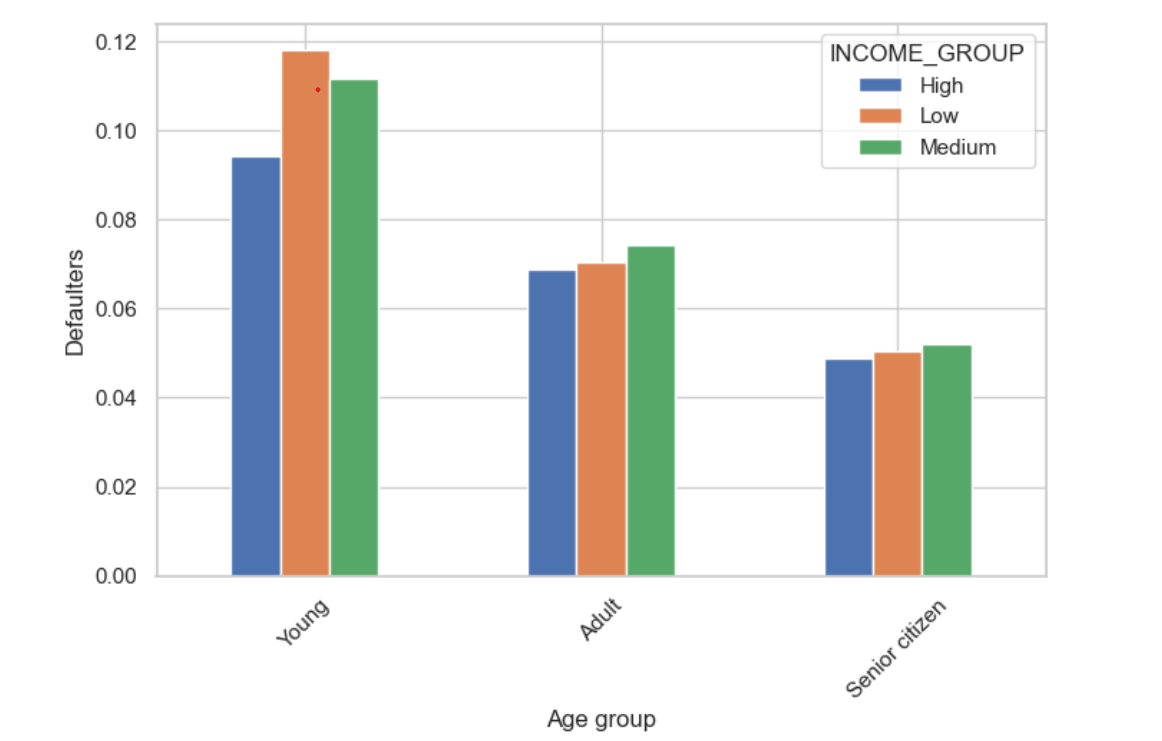 INCOME_GROUP
High
Low
Medium
0.12
0.10
0.08
0.06
0.04
0.02
0.00
Defaulters
Young
Adult
Senior citizen
Age group